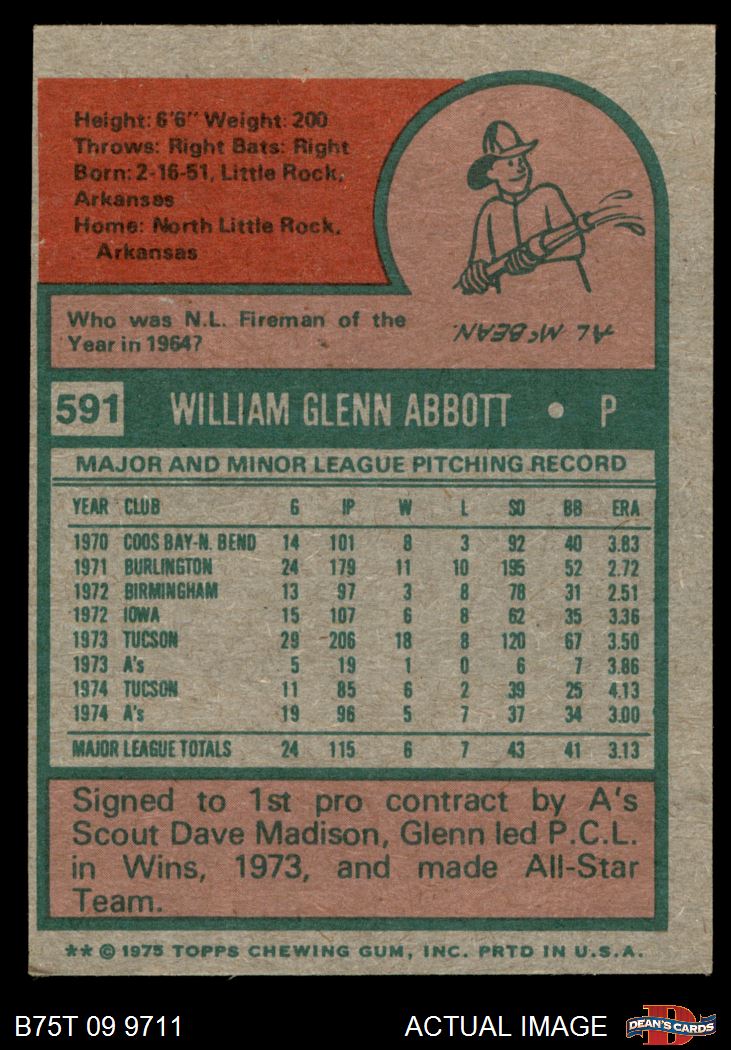 Height: 6'6" Weight: 200
Throws: Right Bats: Right
Born: 2-16-51, Little Rock,
Arkansas
Home: North Little Rock,
Arkansas
Who was N.L. Fireman of the
Year in 1964?
AL McBEAN.
591 WILLIAM GLENN ABBOTT • P
MAJOR AND MINOR LEAGUE PITCHING RECORD
YEAR CLUB G IP W L SO BB ERA
1970 COOS BAY-N. BEND 14 101 8 3 92 40 3.83
1971 BURLINGTON 24 179 11 10 195 52 2.72
1972 BIRMINGHAM 13 97 3 8 78 31 2.51
1972 IOWA 15 107 6 8 62 35 3.36
1973 TUCSON 29 206 18 8 120 67 3.50
1973 A's 5 19 1 0 6 7 3.86
1974 TUCSON 11 85 6 2 39 25 4.13
1974 A's 19 96 5 7 37 34 3.00
MAJOR LEAGUE TOTALS 24 115 6 7 43 41 3.13
Signed to 1st pro contract by A's
Scout Dave Madison, Glenn led P.C.L.
in Wins, 1973, and made All-Star
Team.
** © 1975 TOPPS CHEWING GUM, INC. PRTD IN U.S.A.
B75T 09 9711 ACTUAL IMAGE D DEAN'S CARDS